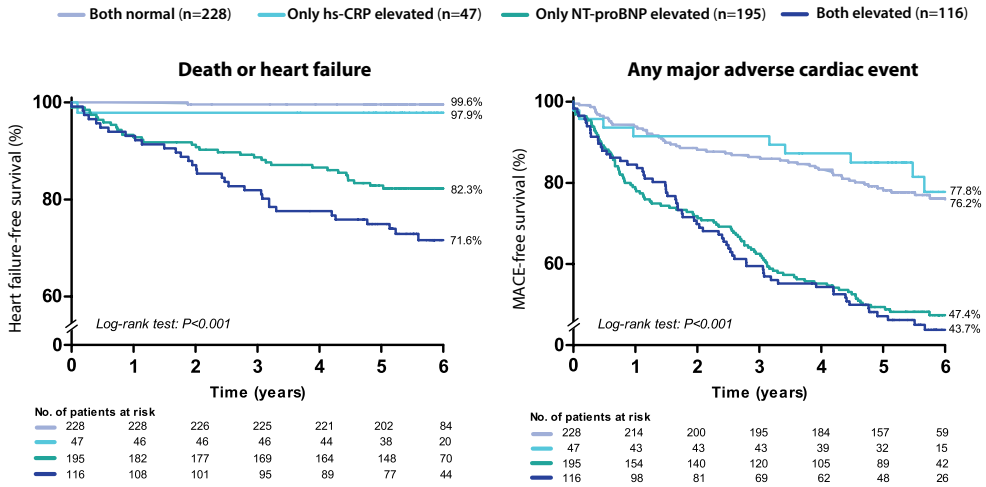 Both normal (n=228) Only hs-CRP elevated (n=47) Only NT-proBNP elevated (n=195) Both elevated (n=116)
Death or heart failure
Heart failure-free survival (%)
100
80
60
0
99.6%
97.9%
82.3%
71.6%
Log-rank test: P<0.001
0 1 2 3 4 5 6
Time (years)
No. of patients at risk
228 228 226 225 221 202 84
47 46 46 46 44 38 20
195 182 177 169 164 148 70
116 108 101 95 89 77 44
Any major adverse cardiac event
MACE-free survival (%)
100
80
60
0
77.8%
76.2%
47.4%
43.7%
Log-rank test: P<0.001
0 1 2 3 4 5 6
Time (years)
No. of patients at risk
228 214 200 195 184 157 59
47 43 43 43 39 32 15
195 154 140 120 105 89 42
116 98 81 69 62 48 26